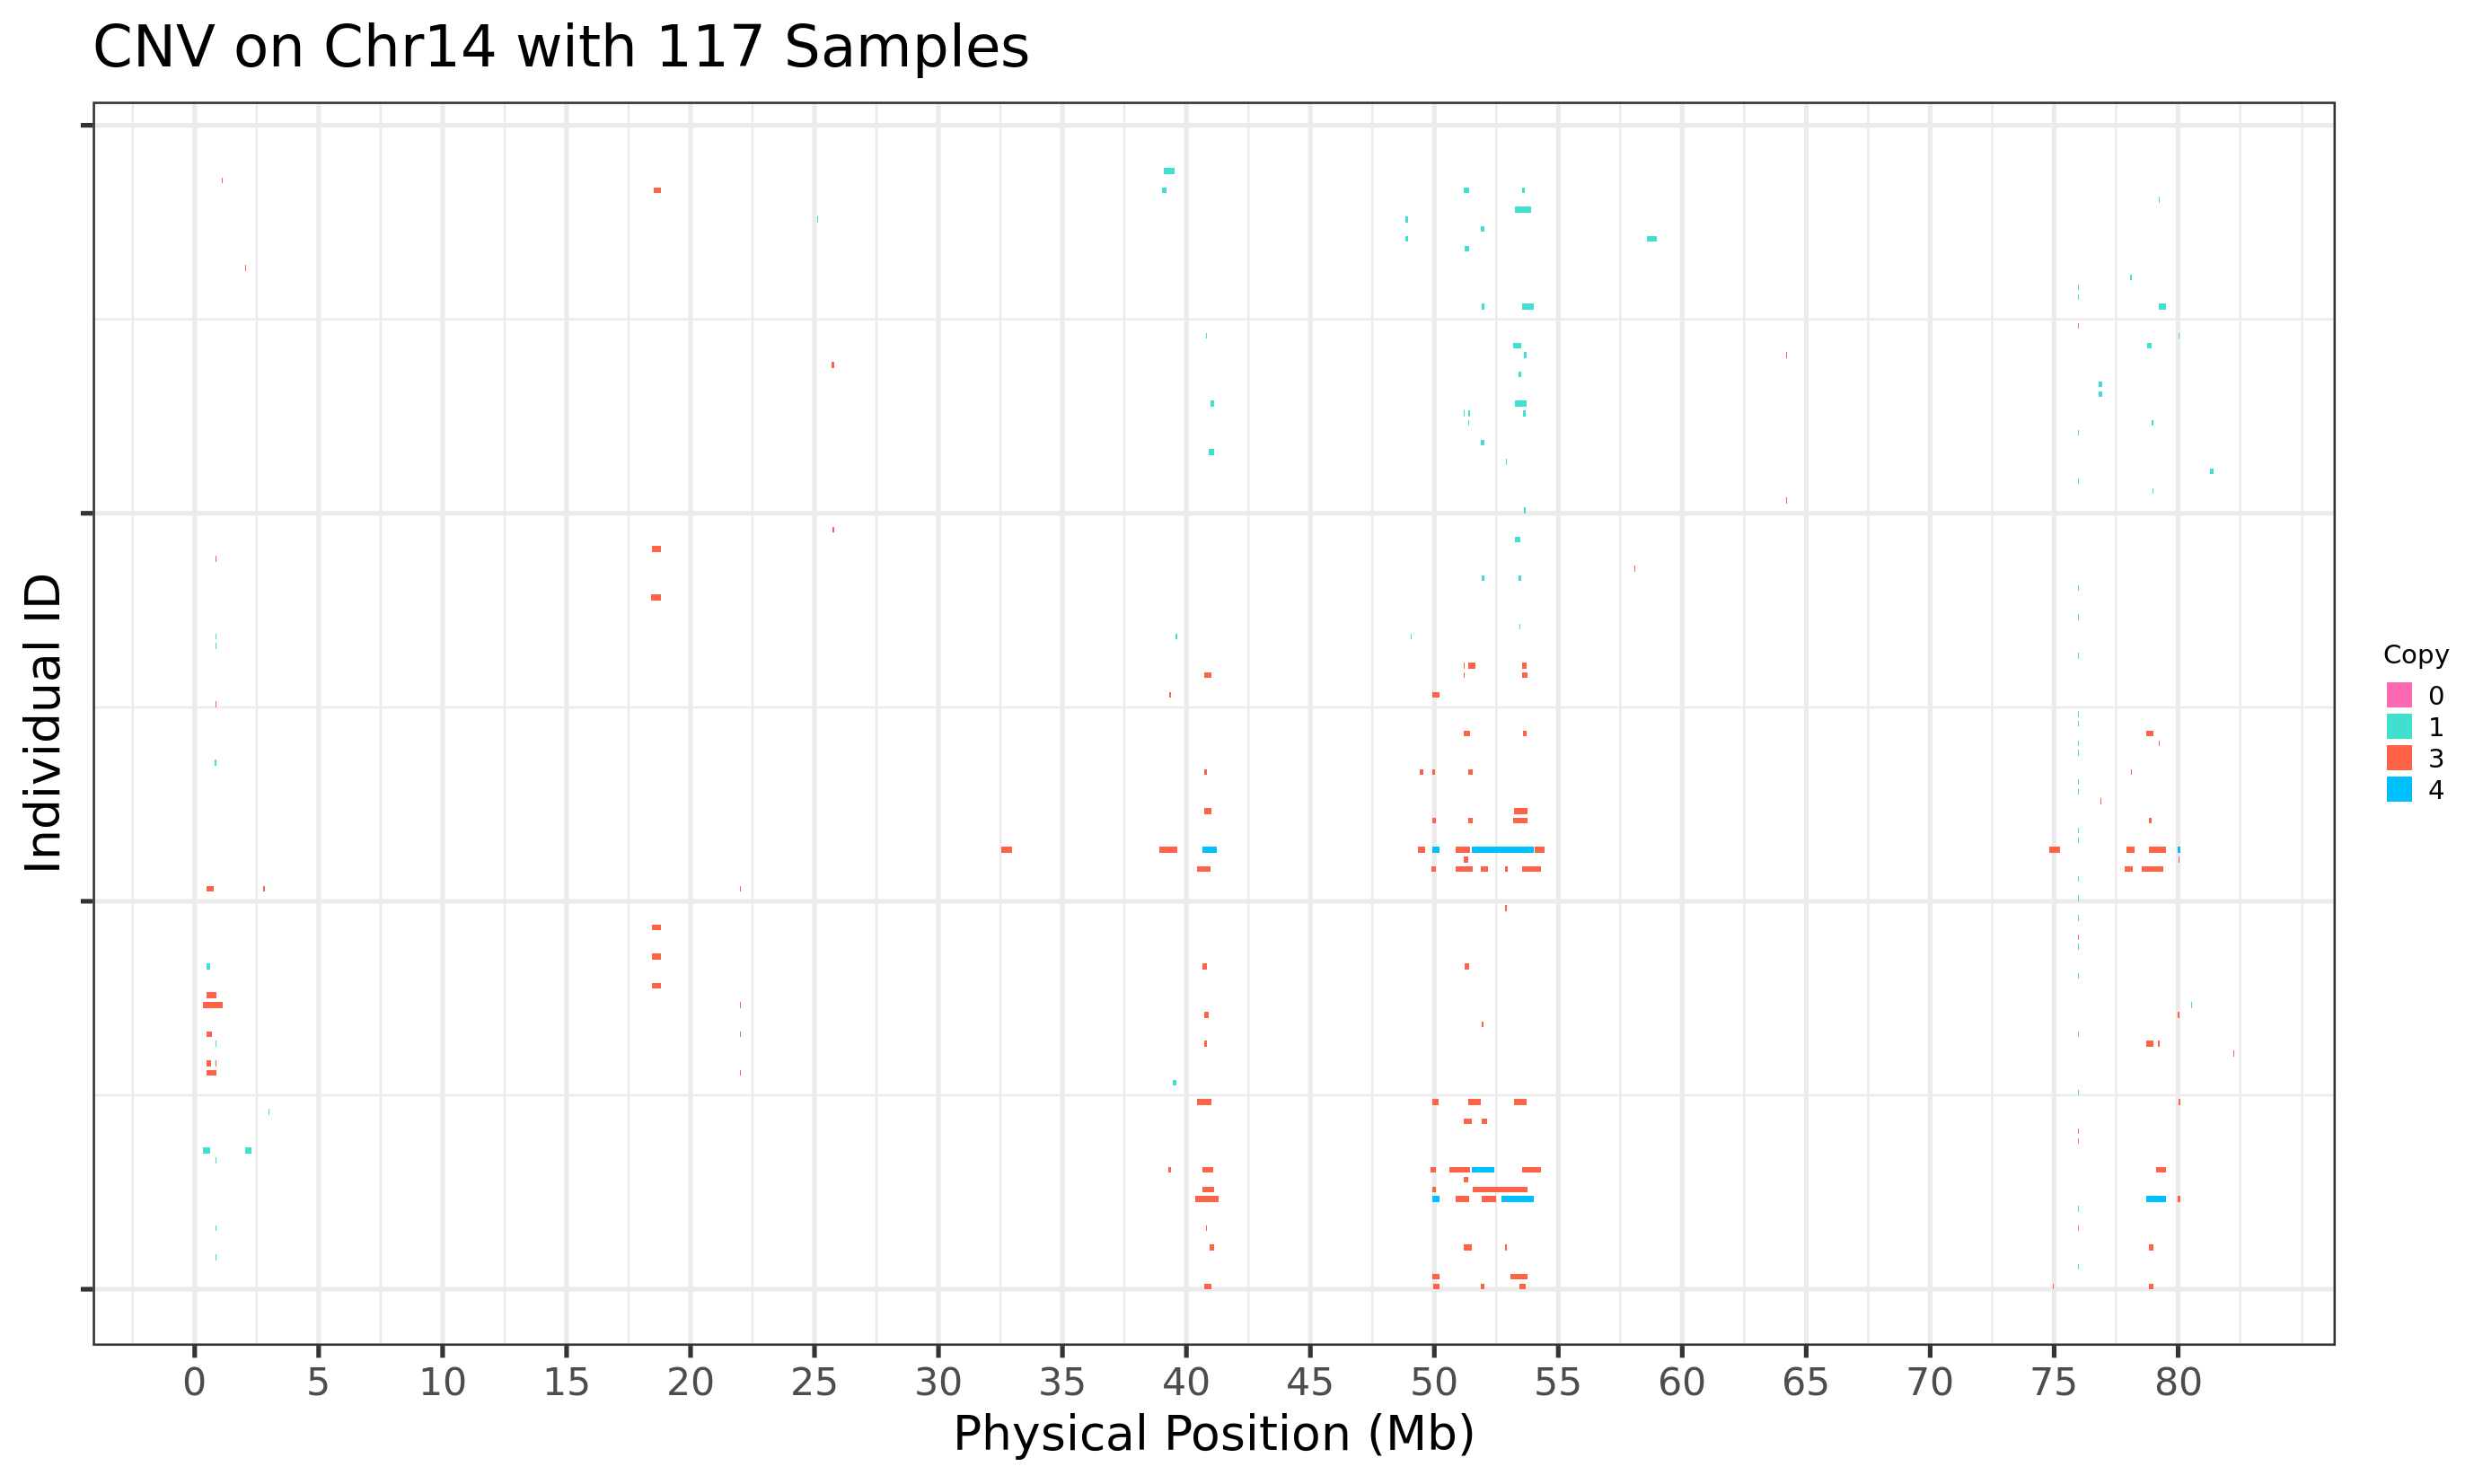 CNV on Chr14 with 117 Samples
Individual ID
Copy
0
1
3
4
0 5 10 15 20 25 30 35 40 45 50 55 60 65 70 75 80
Physical Position (Mb)